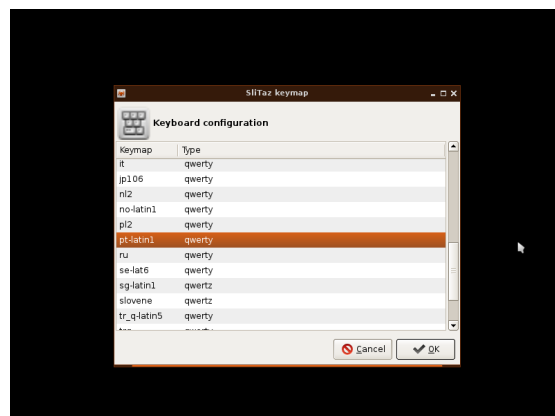 SliTaz keymap
Keyboard configuration
Keymap Type
it qwerty
jp106 qwerty
nl2 qwerty
no-latin1 qwerty
pl2 qwerty
pt-latin1 qwerty
ru qwerty
se-lat6 qwerty
sg-latin1 qwertz
slovene qwertz
tr_q-latin5 qwerty
Cancel OK